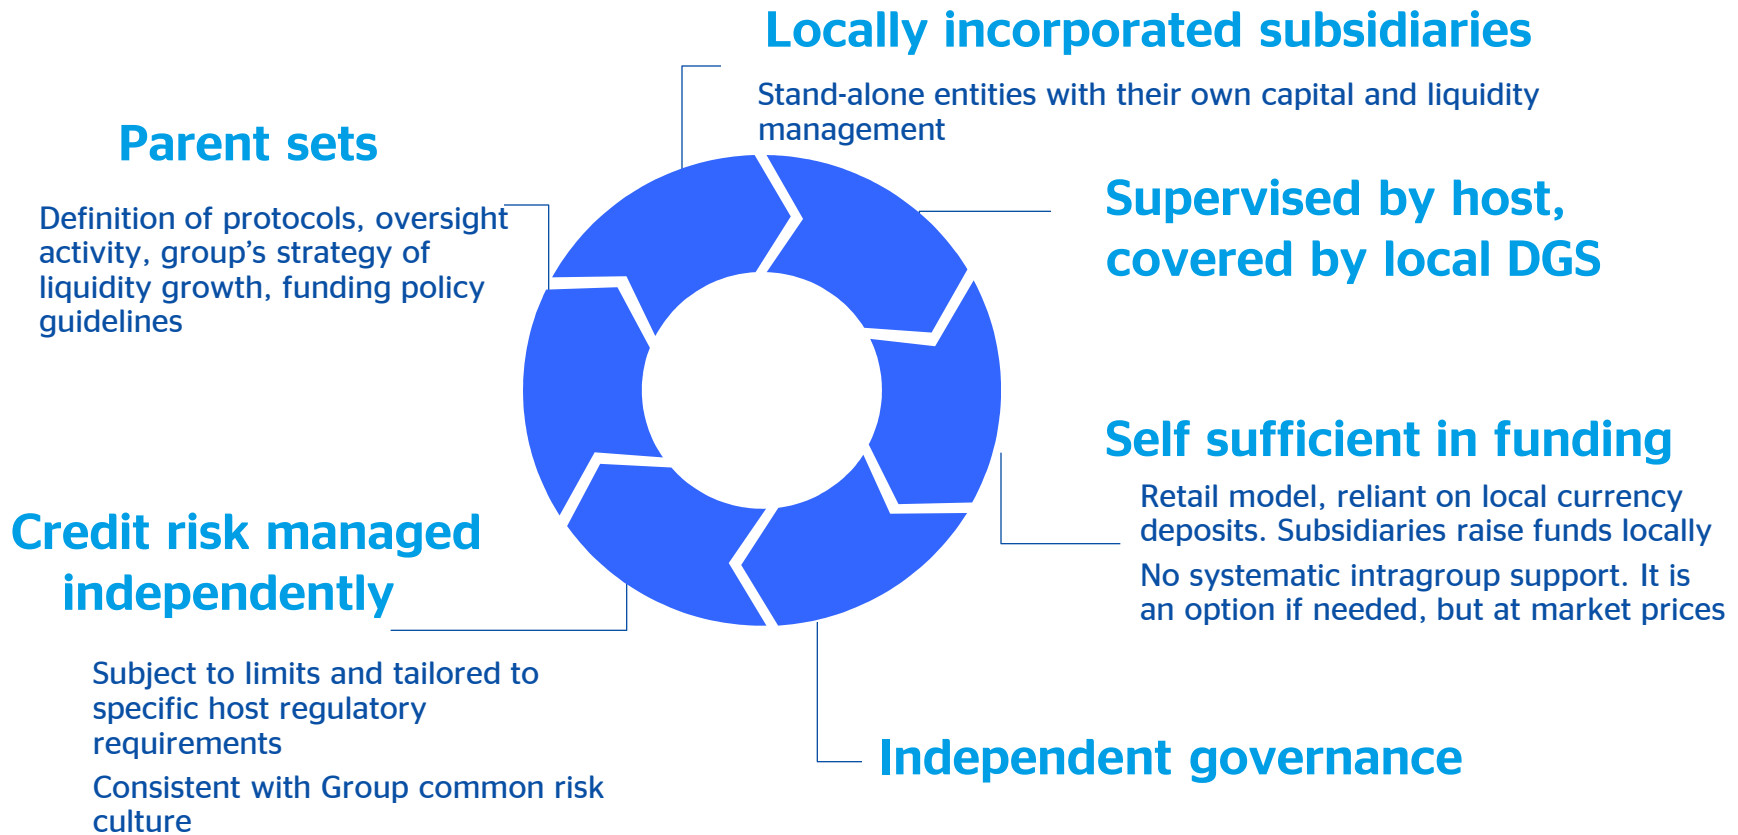 Locally incorporated subsidiaries
Stand-alone entities with their own capital and liquidity
management
Supervised by host,
covered by local DGS
Self sufficient in funding
Retail model, reliant on local currency
deposits. Subsidiaries raise funds locally
No systematic intragroup support. It is
an option if needed, but at market prices
Independent governance
Credit risk managed
independently
Subject to limits and tailored to
specific host regulatory
requirements
Consistent with Group common risk
culture
Parent sets
Definition of protocols, oversight
activity, group’s strategy of
liquidity growth, funding policy
guidelines